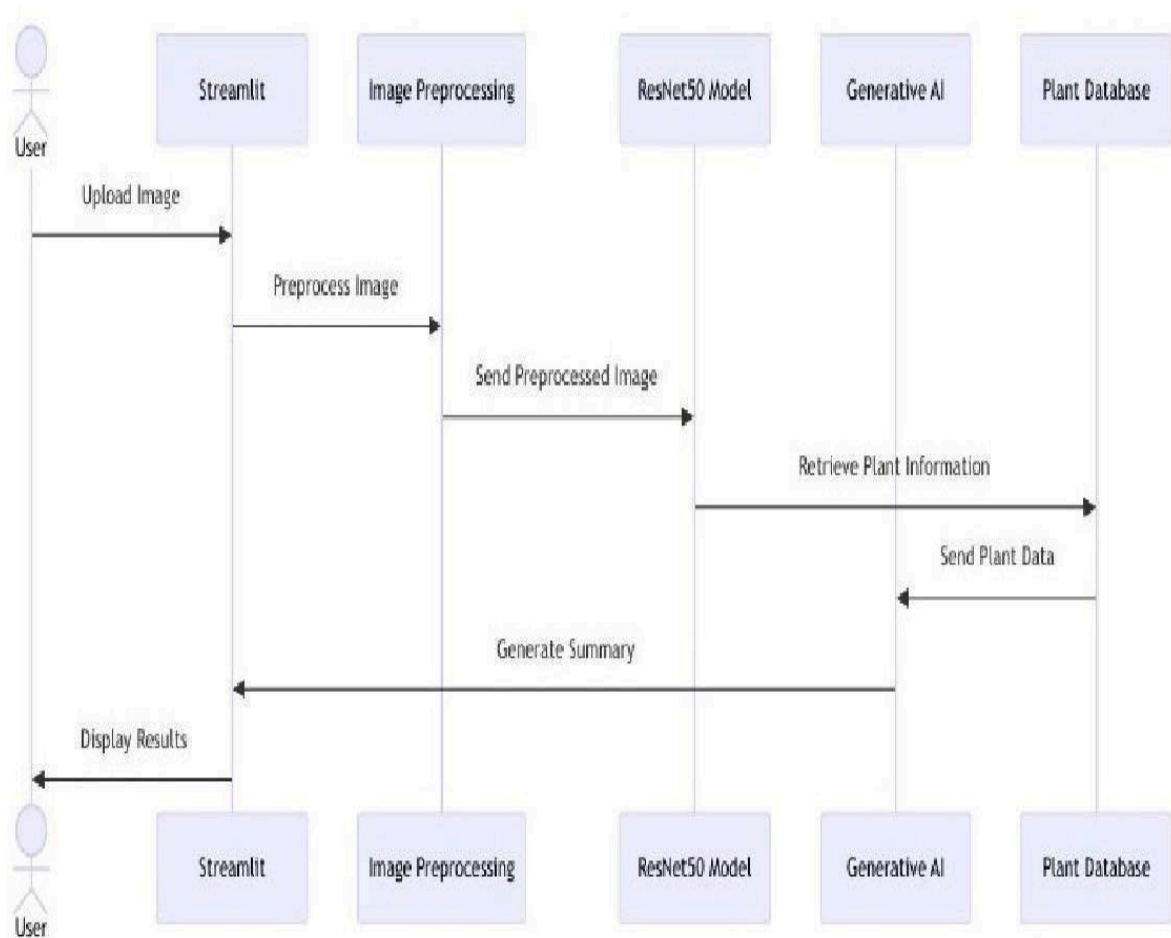 Streamlit
Image Preprocessing
ResNet50 Model
Generative AI
Plant Database
User
Upload Image
Preprocess Image
Send Preprocessed Image
Retrieve Plant Information
Send Plant Data
Generate Summary
Display Results
Streamlit
Image Preprocessing
ResNet50 Model
Generative AI
Plant Database
User